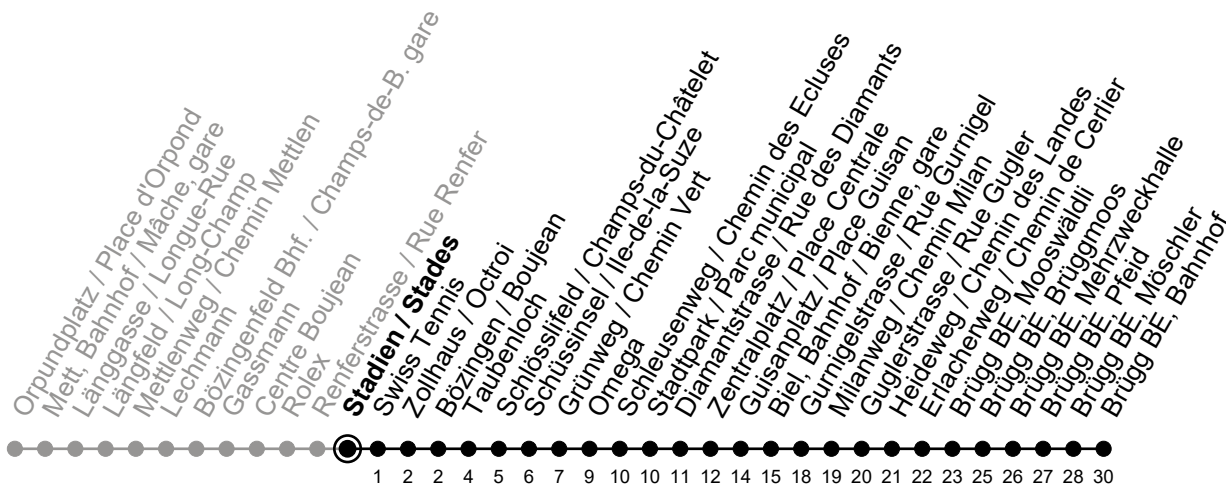 Orpundplatz / Place d'Orpond
Mett, Bahnhof / Mâche, gare
Länggasse / Longue-Rue
Längfeld / Long-Champ
Mettlenweg / Chemin Mettlen
Lechmann
Bözingenfeld Bhf. / Champs-de-B. gare
Gassmann
Centre Boujean
Rolex
Renferstrasse / Rue Renfer
Stadien / Stades
Swiss Tennis
Zollhaus / Octroi
Bözingen / Boujean
Taubenloch
Schlösslifeld / Champs-du-Châtelet
Schüssinsel / Ile-de-la-Suze
Grünweg / Chemin Vert
Omega
Schleusenweg / Chemin des Ecluses
Stadtpark / Parc municipal
Diamantstrasse / Rue des Diamants
Zentralplatz / Place Centrale
Guisanplatz / Place Guisan
Biel, Bahnhof / Bienne, gare
Gurnigelstrasse / Rue Gurnigel
Milanweg / Chemin Milan
Guglerstrasse / Rue Gugler
Heideweg / Chemin des Landes
Erlacherweg / Chemin de Cerlier
Brügg BE, Mooswäldli
Brügg BE, Brüggmoos
Brügg BE, Mehrzweckhalle
Brügg BE, Pfeid
Brügg BE, Möschler
Brügg BE, Bahnhof
1 2 2 4 5 6 7 9 10 10 11 12 14 15 18 19 20 21 22 23 25 26 27 28 30